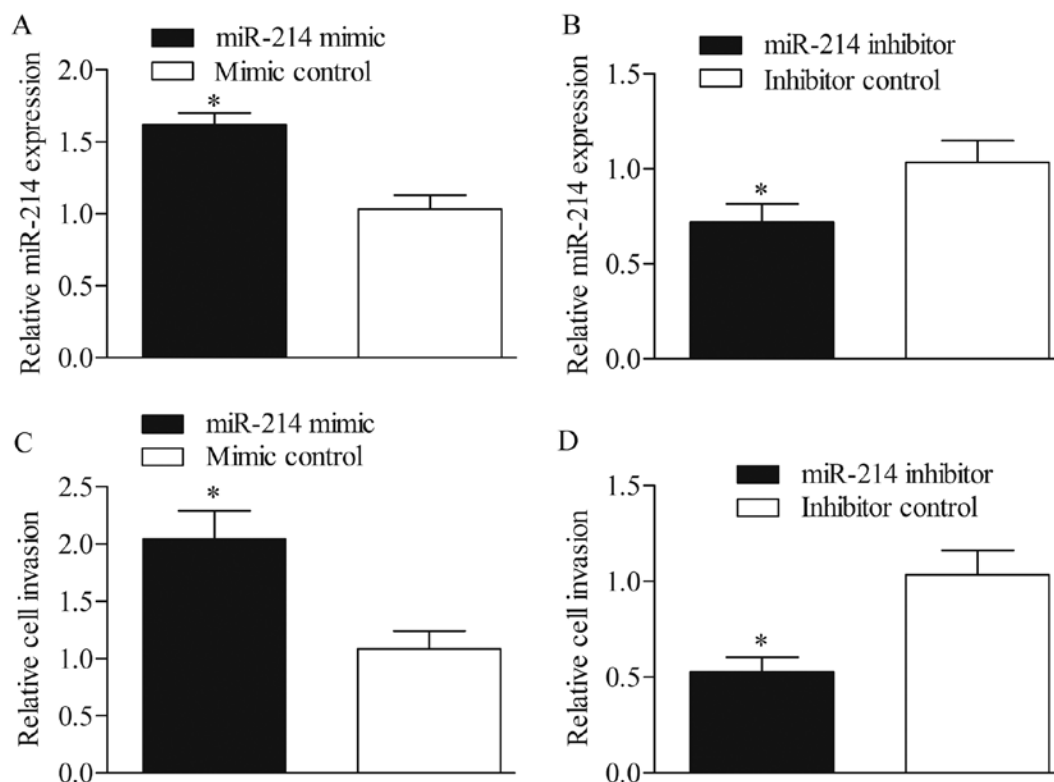 A
miR-214 mimic
Mimic control
Relative miR-214 expression
2.0
1.5
1.0
0.5
0.0
*
B
miR-214 inhibitor
Inhibitor control
Relative miR-214 expression
1.5
1.0
0.5
0.0
*
C
miR-214 mimic
Mimic control
Relative cell invasion
2.5
2.0
1.5
1.0
0.5
0.0
*
D
miR-214 inhibitor
Inhibitor control
Relative cell invasion
1.5
1.0
0.5
0.0
*